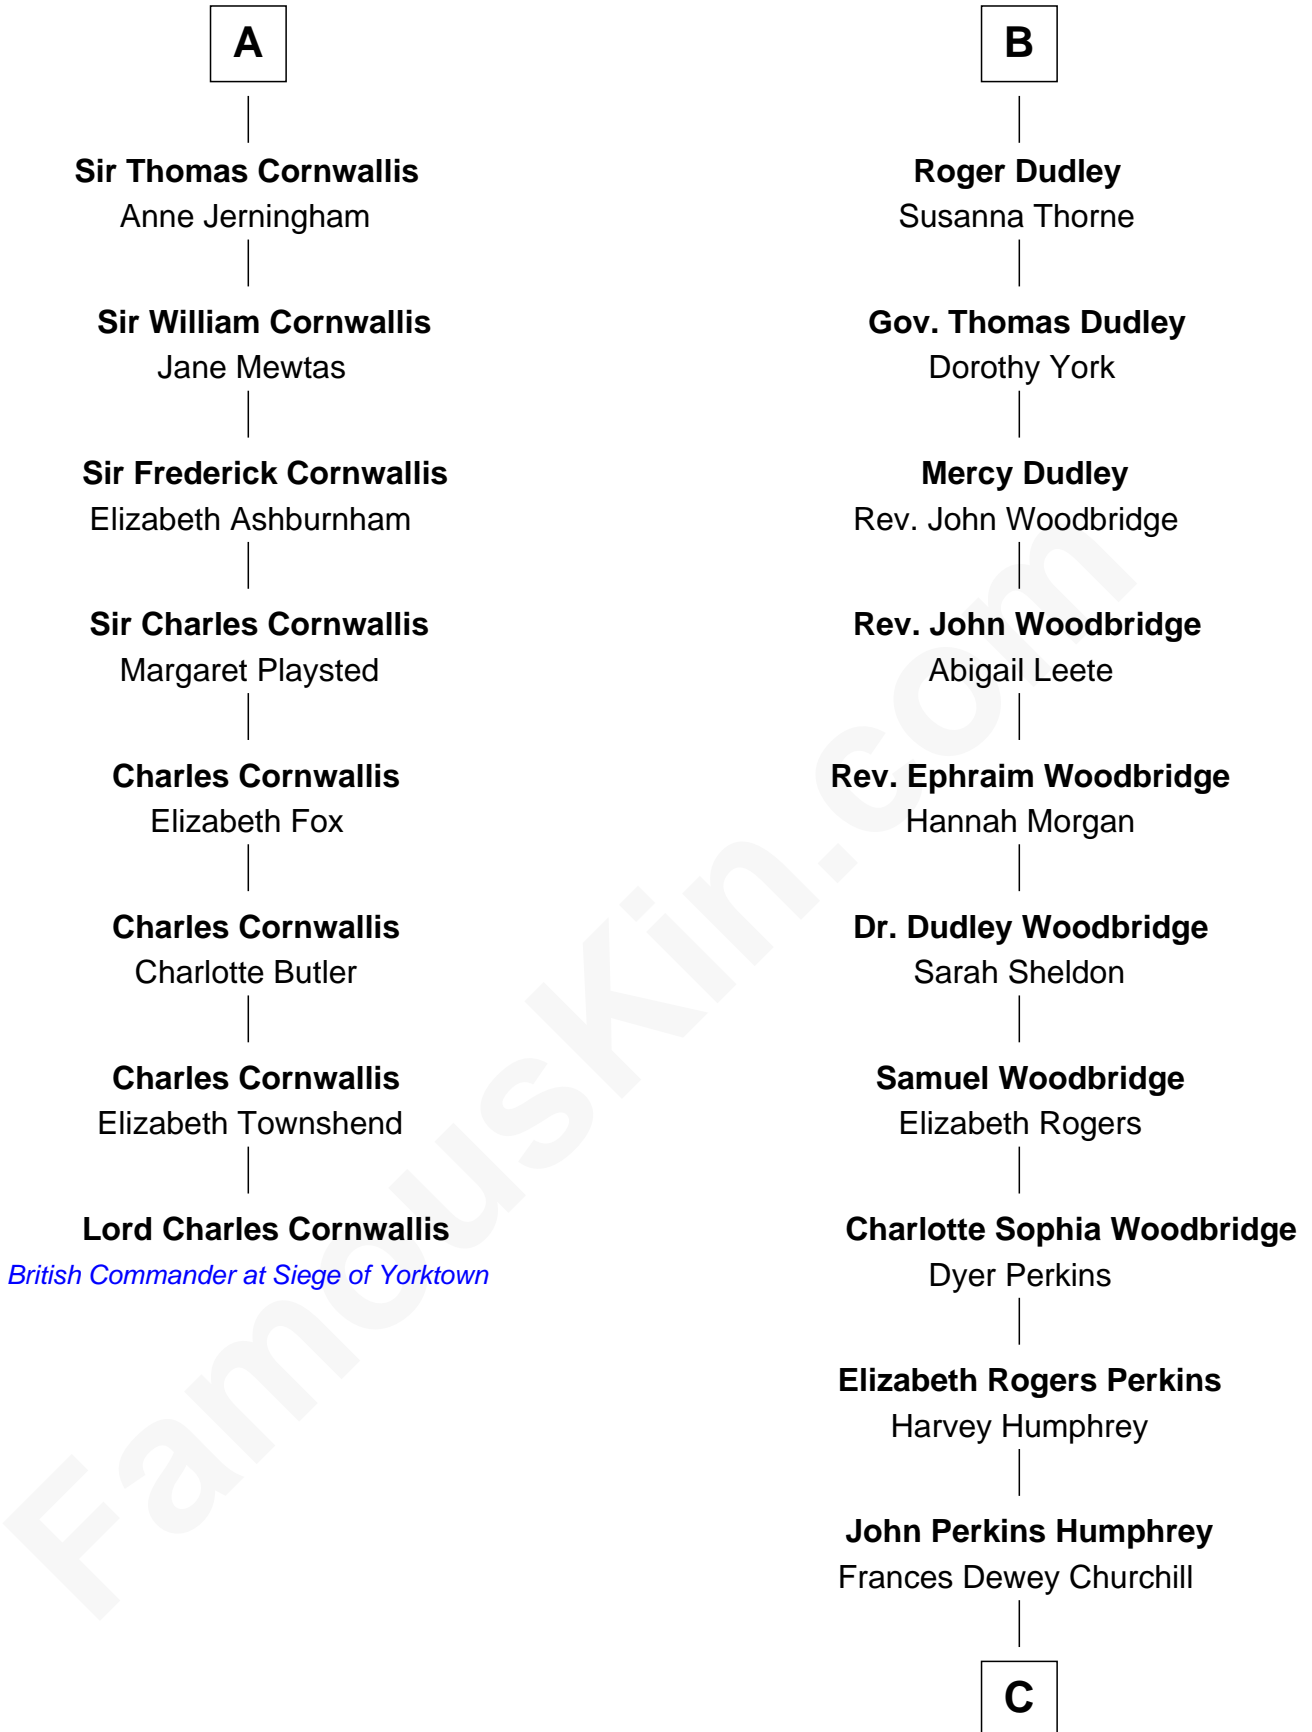 A
Sir Thomas Cornwallis
Anne Jerningham
Sir William Cornwallis
Jane Mewtas
Sir Frederick Cornwallis
Elizabeth Ashburnham
Sir Charles Cornwallis
Margaret Playsted
Charles Cornwallis
Elizabeth Fox
Charles Cornwallis
Charlotte Butler
Charles Cornwallis
Elizabeth Townshend
Lord Charles Cornwallis
British Commander at Siege of Yorktown
B
Roger Dudley
Susanna Thorne
Gov. Thomas Dudley
Dorothy York
Mercy Dudley
Rev. John Woodbridge
Rev. John Woodbridge
Abigail Leete
Rev. Ephraim Woodbridge
Hannah Morgan
Dr. Dudley Woodbridge
Sarah Sheldon
Samuel Woodbridge
Elizabeth Rogers
Charlotte Sophia Woodbridge
Dyer Perkins
Elizabeth Rogers Perkins
Harvey Humphrey
John Perkins Humphrey
Frances Dewey Churchill
C
FamousKin.com